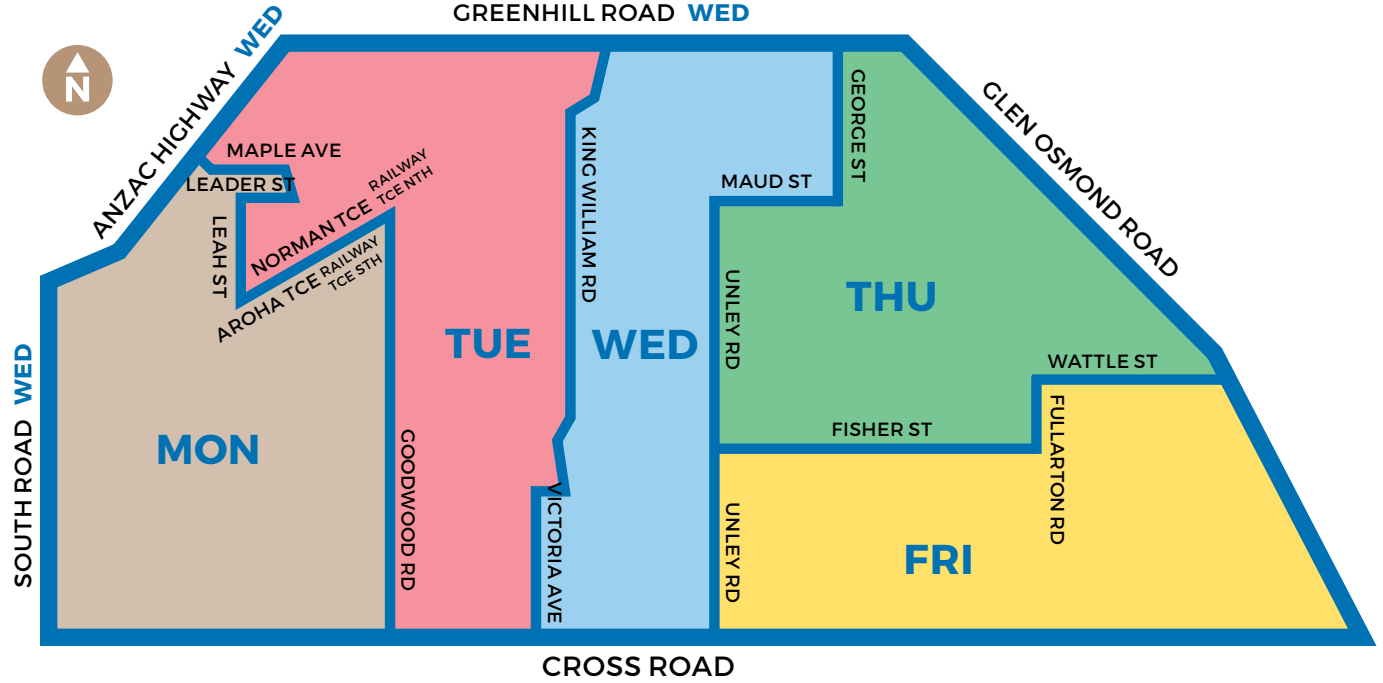 GREENHILL ROAD WED
ANZAC HIGHWAY WED
N
GLEN OSMOND ROAD
GEORGE ST
KING WILLIAM RD
MAPLE AVE
LEADER ST
RAILWAY
TCE NTH
NORMAN TCE
MAUD ST
LEAH ST
AROHA TCE
RAILWAY
TCE STH
UNLEY RD
THU
TUE
WED
WATTLE ST
SOUTH ROAD WED
MON
FISHER ST
FULLARTON RD
GOODWOOD RD
VICTORIA AVE
UNLEY RD
FRI
CROSS ROAD